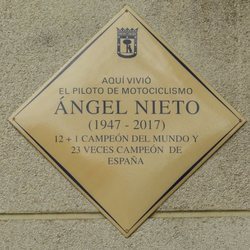 AQUÍ VIVIÓ
EL PILOTO DE MOTOCICLISMO
ÁNGEL NIETO
(1947 - 2017)
12 + 1 CAMPEÓN DEL MUNDO Y
23 VECES CAMPEÓN DE
ESPAÑA